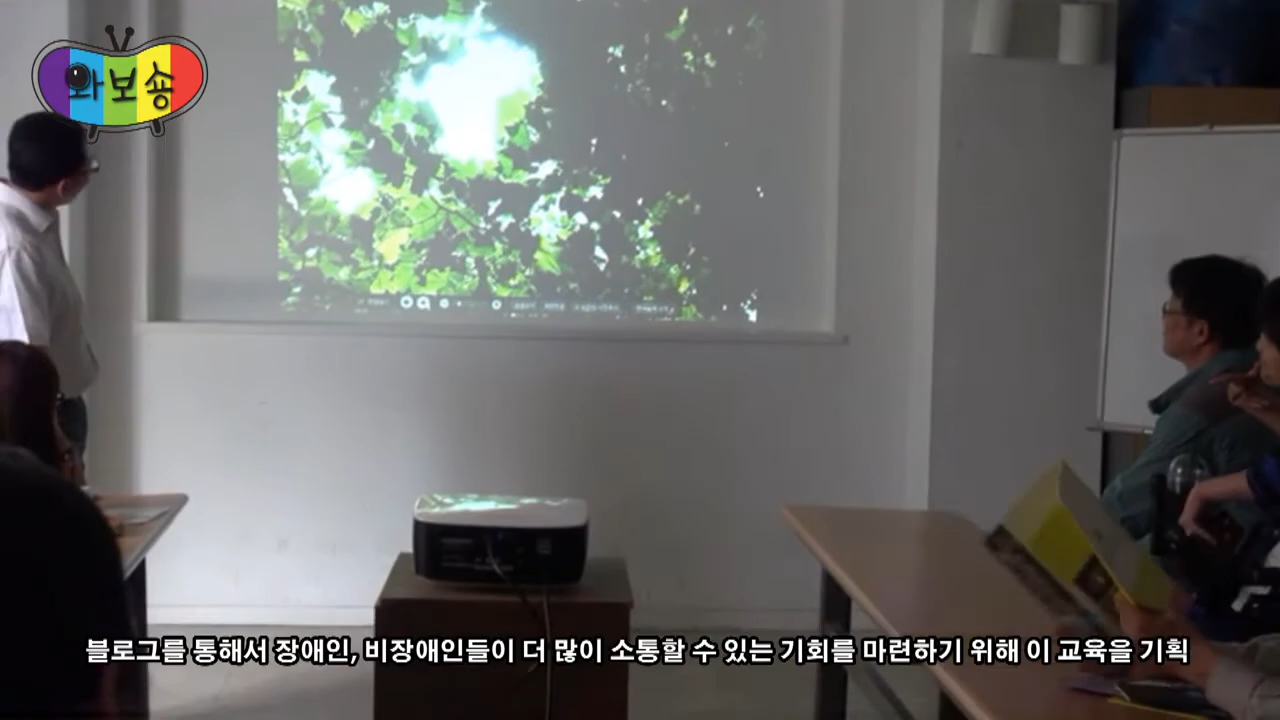 와보숑
블로그를 통해서 장애인, 비장애인들이 더 많이 소통할 수 있는 기회를 마련하기 위해 이 교육을 기획